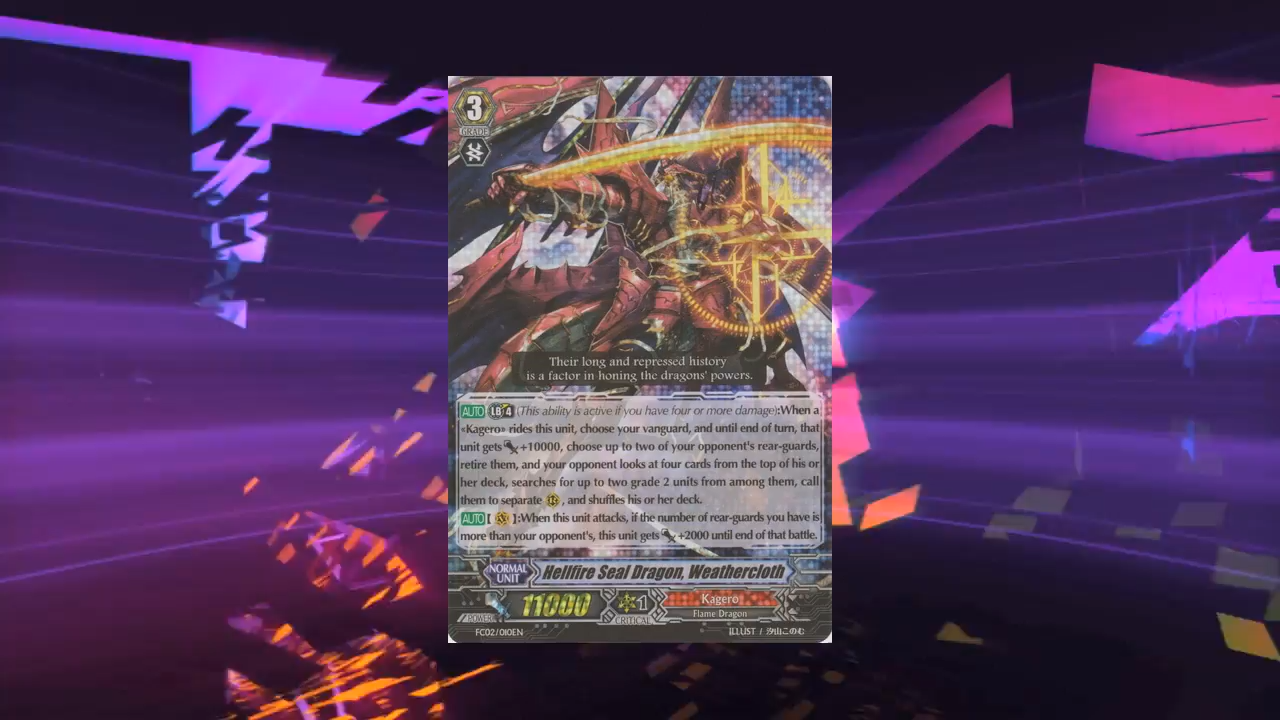 3
GRADE
Their long and repressed history
is a factor in honing the dragons' powers.
AUTO LB 4 (This ability is active if you have four or more damage):When a
«Kagero» rides this unit, choose your vanguard, and until end of turn, that
unit gets +10000, choose up to two of your opponent's rear-guards,
retire them, and your opponent looks at four cards from the top of his or
her deck, searches for up to two grade 2 units from among them, call
them to separate , and shuffles his or her deck.
AUTO [ ]:When this unit attacks, if the number of rear-guards you have is
more than your opponent's, this unit gets +2000 until end of that battle.
NORMAL
UNIT
Hellfire Seal Dragon, Weathercloth
POWER 11000 1 CRITICAL Kagero
Flame Dragon
FC02/010EN ILLUST / 汐山このむ